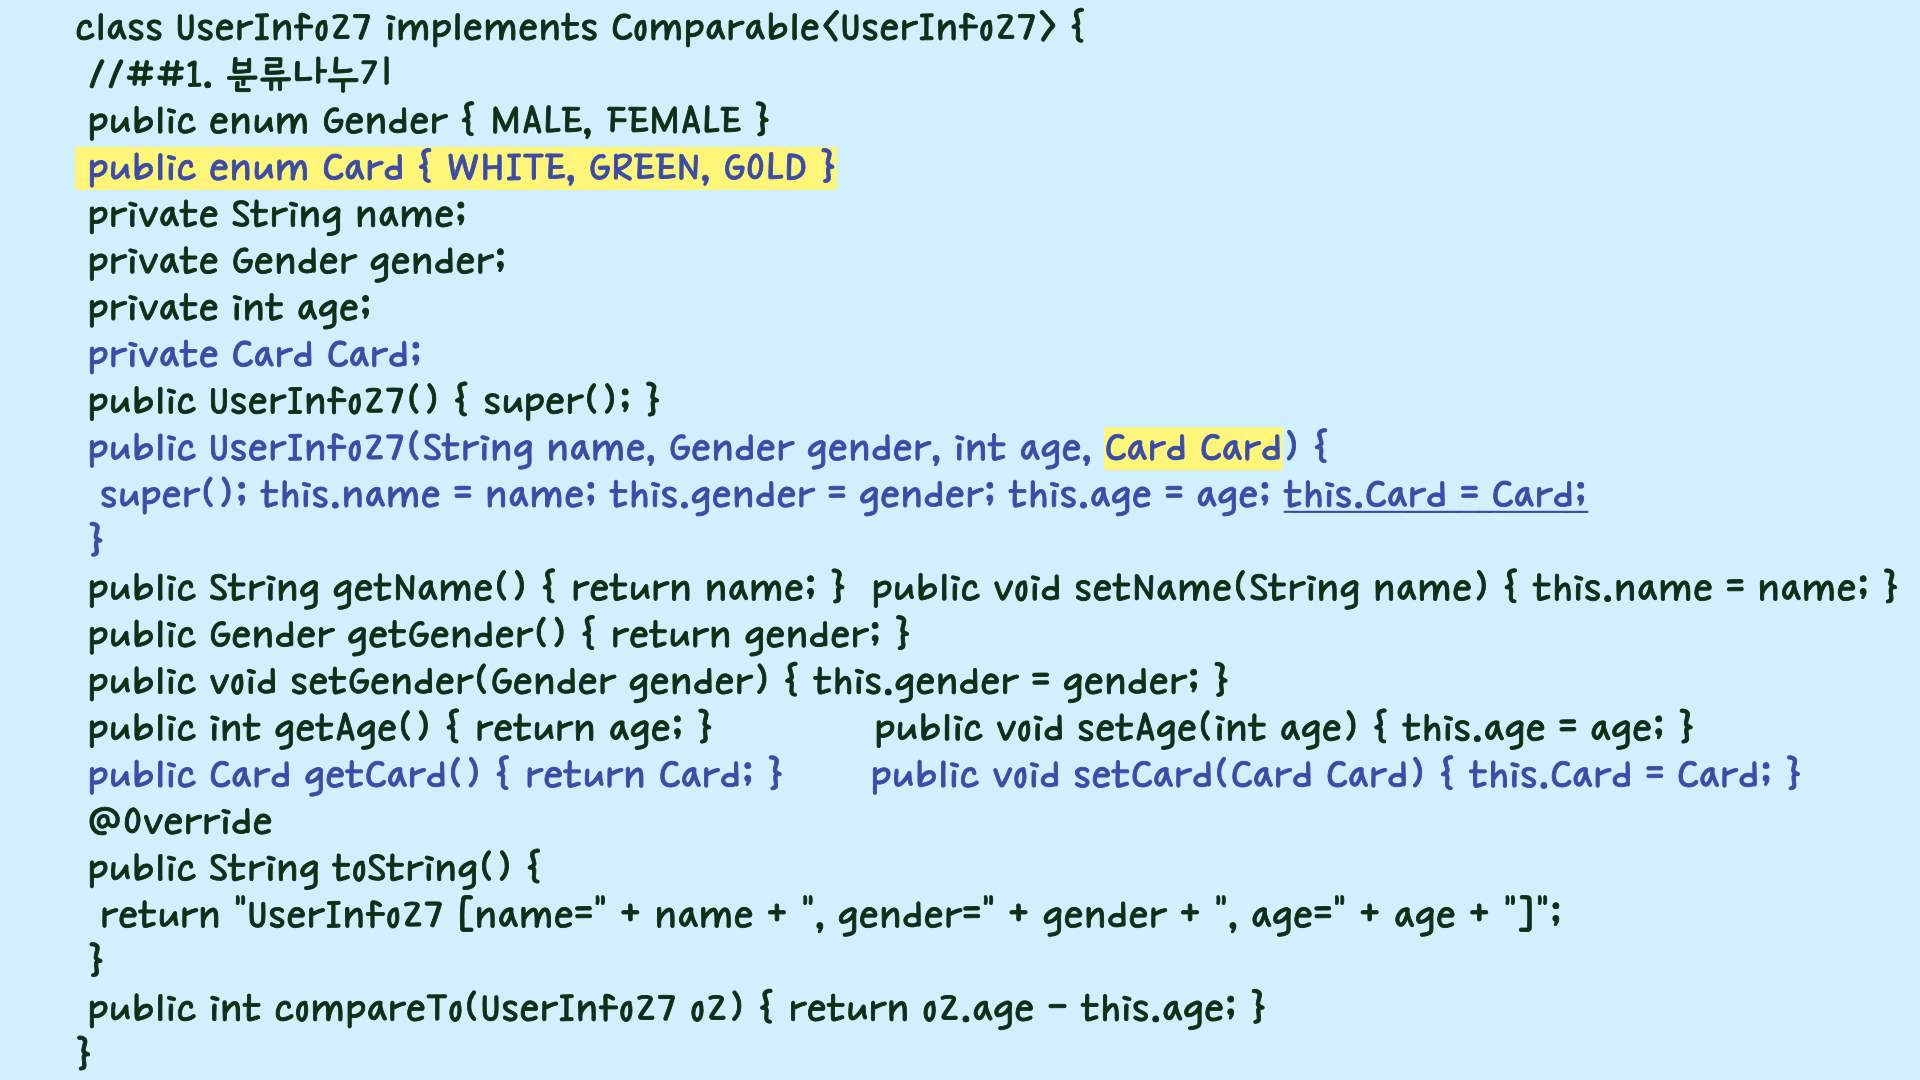 class UserInfo27 implements Comparable<UserInfo27> {
//##1. 분류나누기
public enum Gender { MALE, FEMALE }
public enum Card { WHITE, GREEN, GOLD }
private String name;
private Gender gender;
private int age;
private Card Card;
public UserInfo27() { super(); }
public UserInfo27(String name, Gender gender, int age, Card Card) {
super(); this.name = name; this.gender = gender; this.age = age; this.Card = Card;
}
public String getName() { return name; } public void setName(String name) { this.name = name; }
public Gender getGender() { return gender; }
public void setGender(Gender gender) { this.gender = gender; }
public int getAge() { return age; } public void setAge(int age) { this.age = age; }
public Card getCard() { return Card; } public void setCard(Card Card) { this.Card = Card; }
@Override
public String toString() {
return "UserInfo27 [name=" + name + ", gender=" + gender + ", age=" + age + "]";
}
public int compareTo(UserInfo27 o2) { return o2.age - this.age; }
}